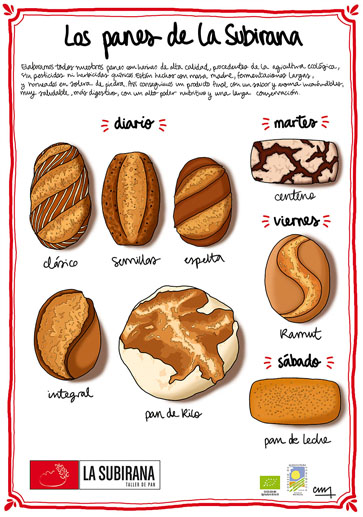 Los panes de La Subirana
Elaboramos todos nuestros panes con harinas de alta calidad, procedentes de la agricultura ecológica,
sin pesticidas ni herbicidas químicos. Están hechos con masa madre, fermentaciones largas,
y horneados en solera de piedra. Así conseguimos un producto final, con un sabor y aroma inconfundibles,
muy saludable, más digestivo, con un alto poder nutritivo y una larga conservación.
diario
martes
centeno
clásico
semillas
espelta
viernes
Kamut
integral
pan de Kilo
sábado
pan de Leche
LA SUBIRANA
TALLER DE PAN